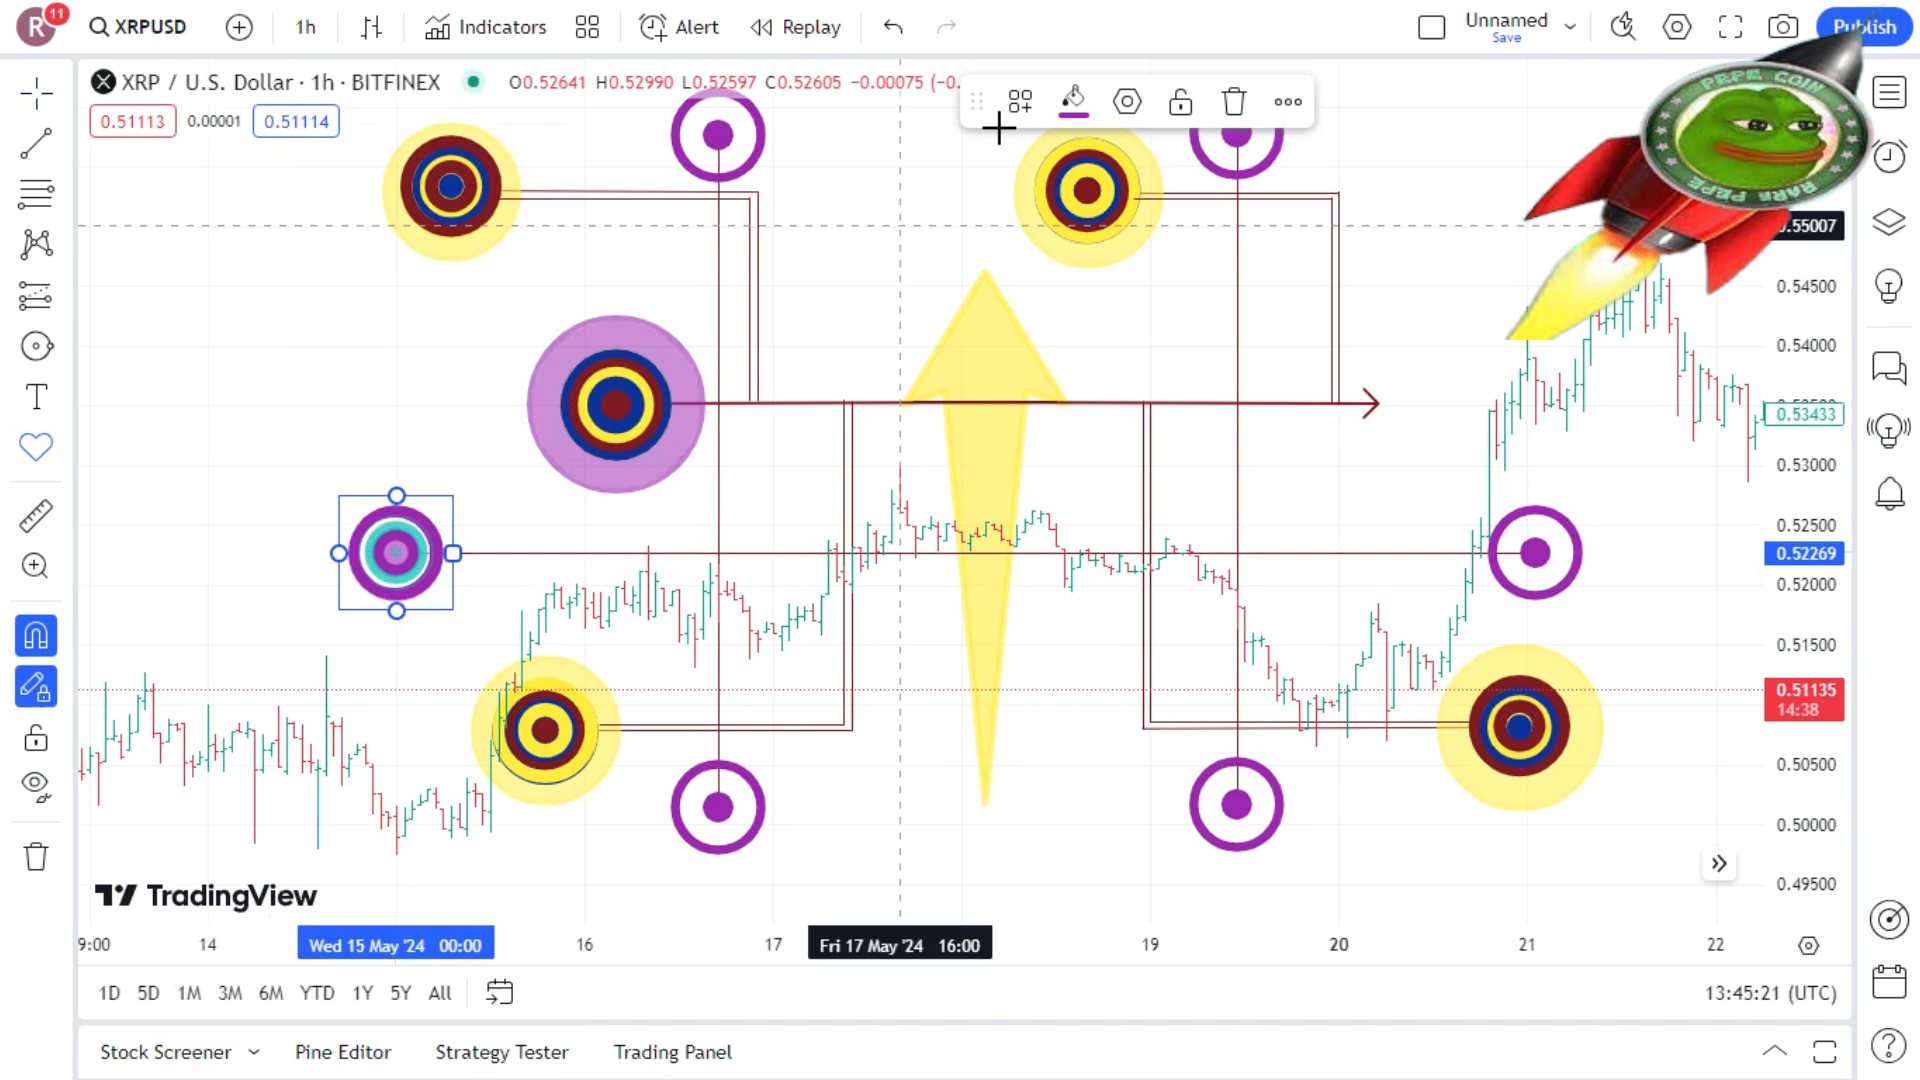 R
11
XRPUSD
1h
Indicators
Alert
Replay
Unnamed
Save
Publish
XRP / U.S. Dollar · 1h · BITFINEX
O0.52641 H0.52990 L0.52597 C0.52605 −0.00075 (−0.
0.51113
0.00001
0.51114
PEPE COIN
RAREPEPE
0.55007
0.54500
0.54000
0.53433
0.53000
0.52500
0.52269
0.52000
0.51500
0.51135
14:38
0.50500
0.50000
0.49500
TradingView
9:00
14
Wed 15 May '24 00:00
16
17
Fri 17 May '24 16:00
19
20
21
22
1D 5D 1M 3M 6M YTD 1Y 5Y All
13:45:21 (UTC)
Stock Screener
Pine Editor
Strategy Tester
Trading Panel